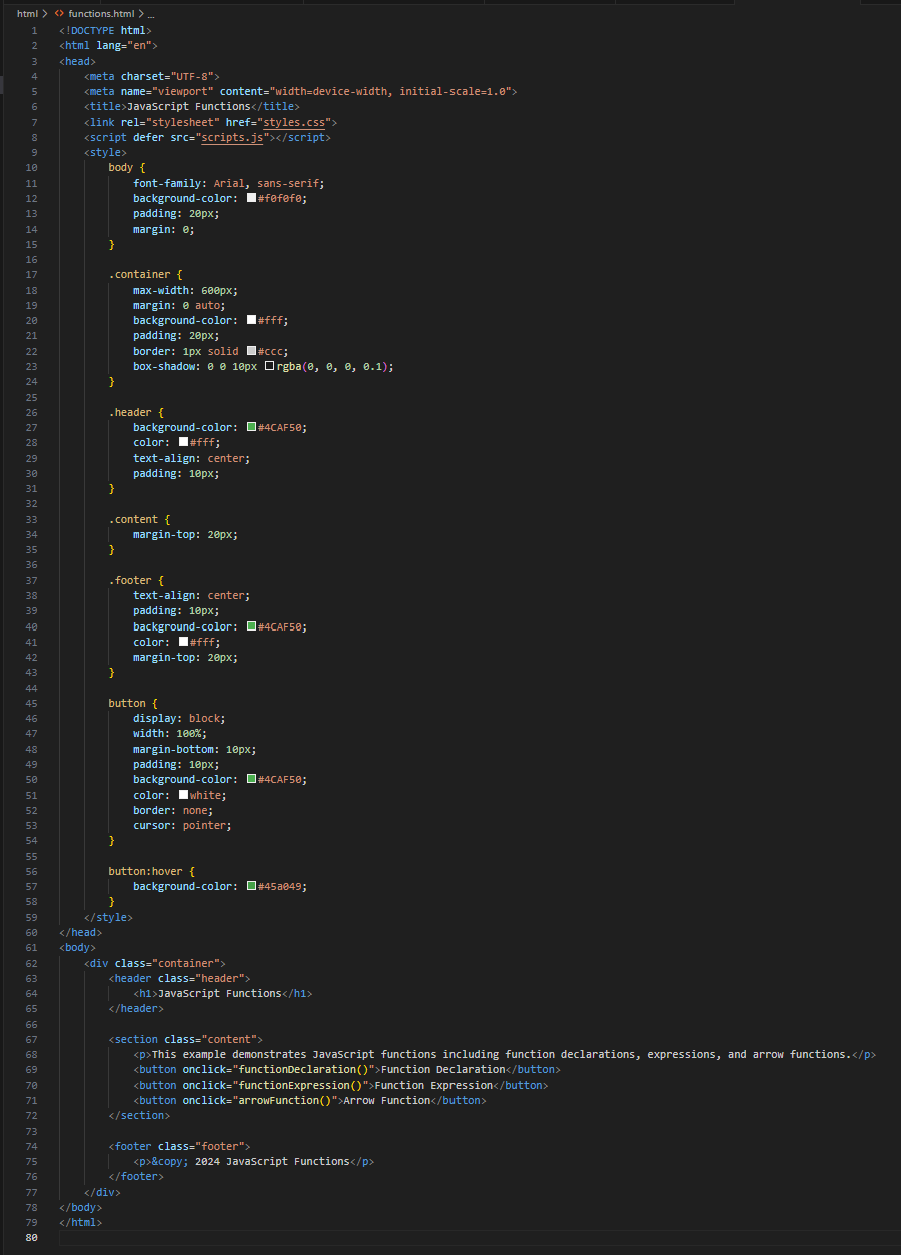 html > <> functions.html > ...
1 <!DOCTYPE html>
2 <html lang="en">
3 <head>
4     <meta charset="UTF-8">
5     <meta name="viewport" content="width=device-width, initial-scale=1.0">
6     <title>JavaScript Functions</title>
7     <link rel="stylesheet" href="styles.css">
8     <script defer src="scripts.js"></script>
9     <style>
10         body {
11             font-family: Arial, sans-serif;
12             background-color: #f0f0f0;
13             padding: 20px;
14             margin: 0;
15         }
16
17         .container {
18             max-width: 600px;
19             margin: 0 auto;
20             background-color: #fff;
21             padding: 20px;
22             border: 1px solid #ccc;
23             box-shadow: 0 0 10px rgba(0, 0, 0, 0.1);
24         }
25
26         .header {
27             background-color: #4CAF50;
28             color: #fff;
29             text-align: center;
30             padding: 10px;
31         }
32
33         .content {
34             margin-top: 20px;
35         }
36
37         .footer {
38             text-align: center;
39             padding: 10px;
40             background-color: #4CAF50;
41             color: #fff;
42             margin-top: 20px;
43         }
44
45         button {
46             display: block;
47             width: 100%;
48             margin-bottom: 10px;
49             padding: 10px;
50             background-color: #4CAF50;
51             color: white;
52             border: none;
53             cursor: pointer;
54         }
55
56         button:hover {
57             background-color: #45a049;
58         }
59     </style>
60 </head>
61 <body>
62     <div class="container">
63         <header class="header">
64             <h1>JavaScript Functions</h1>
65         </header>
66
67         <section class="content">
68             <p>This example demonstrates JavaScript functions including function declarations, expressions, and arrow functions.</p>
69             <button onclick="functionDeclaration()">Function Declaration</button>
70             <button onclick="functionExpression()">Function Expression</button>
71             <button onclick="arrowFunction()">Arrow Function</button>
72         </section>
73
74         <footer class="footer">
75             <p>&copy; 2024 JavaScript Functions</p>
76         </footer>
77     </div>
78 </body>
79 </html>
80